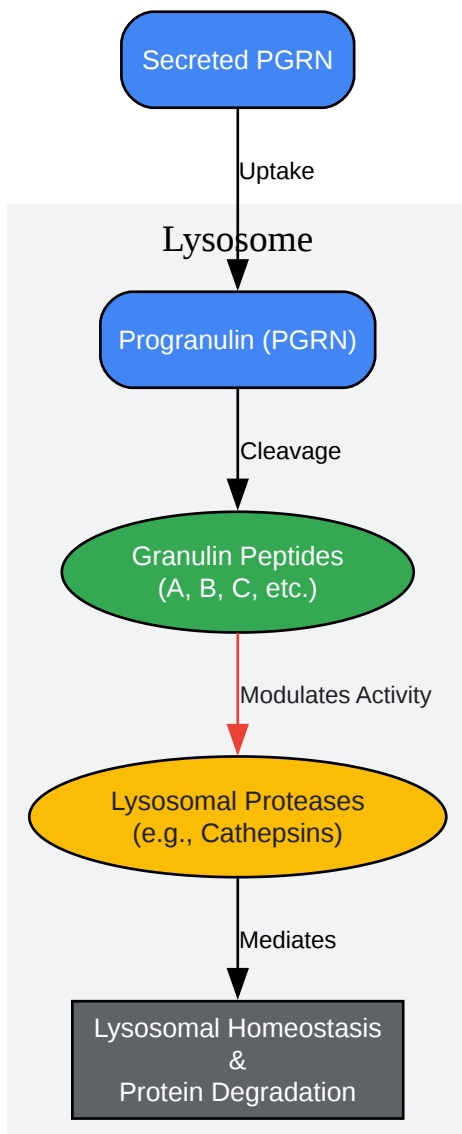 Secreted PGRN
Uptake
Lysosome
Progranulin (PGRN)
Cleavage
Granulin Peptides
(A, B, C, etc.)
Modulates Activity
Lysosomal Proteases
(e.g., Cathepsins)
Mediates
Lysosomal Homeostasis
&
Protein Degradation